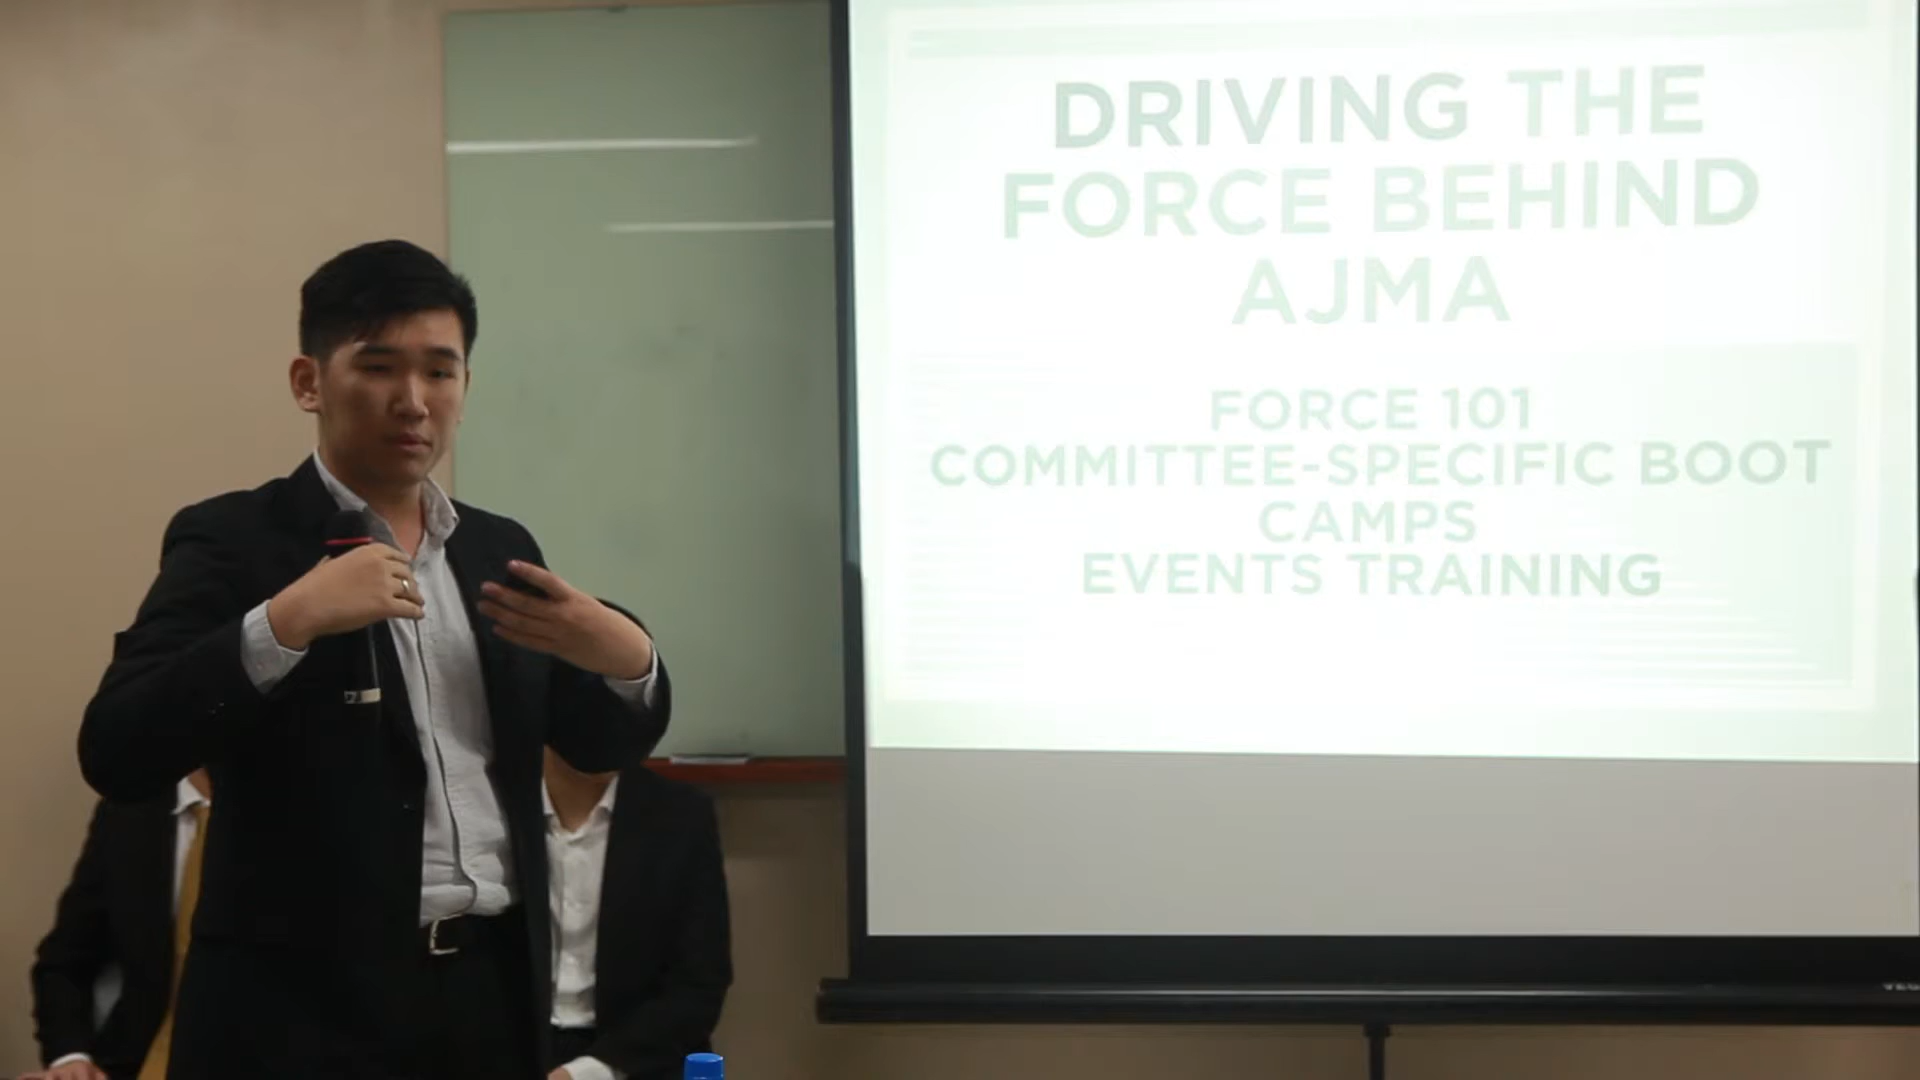 DRIVING THE
FORCE BEHIND
AJMA
FORCE 101
COMMITTEE-SPECIFIC BOOT
CAMPS
EVENTS TRAINING